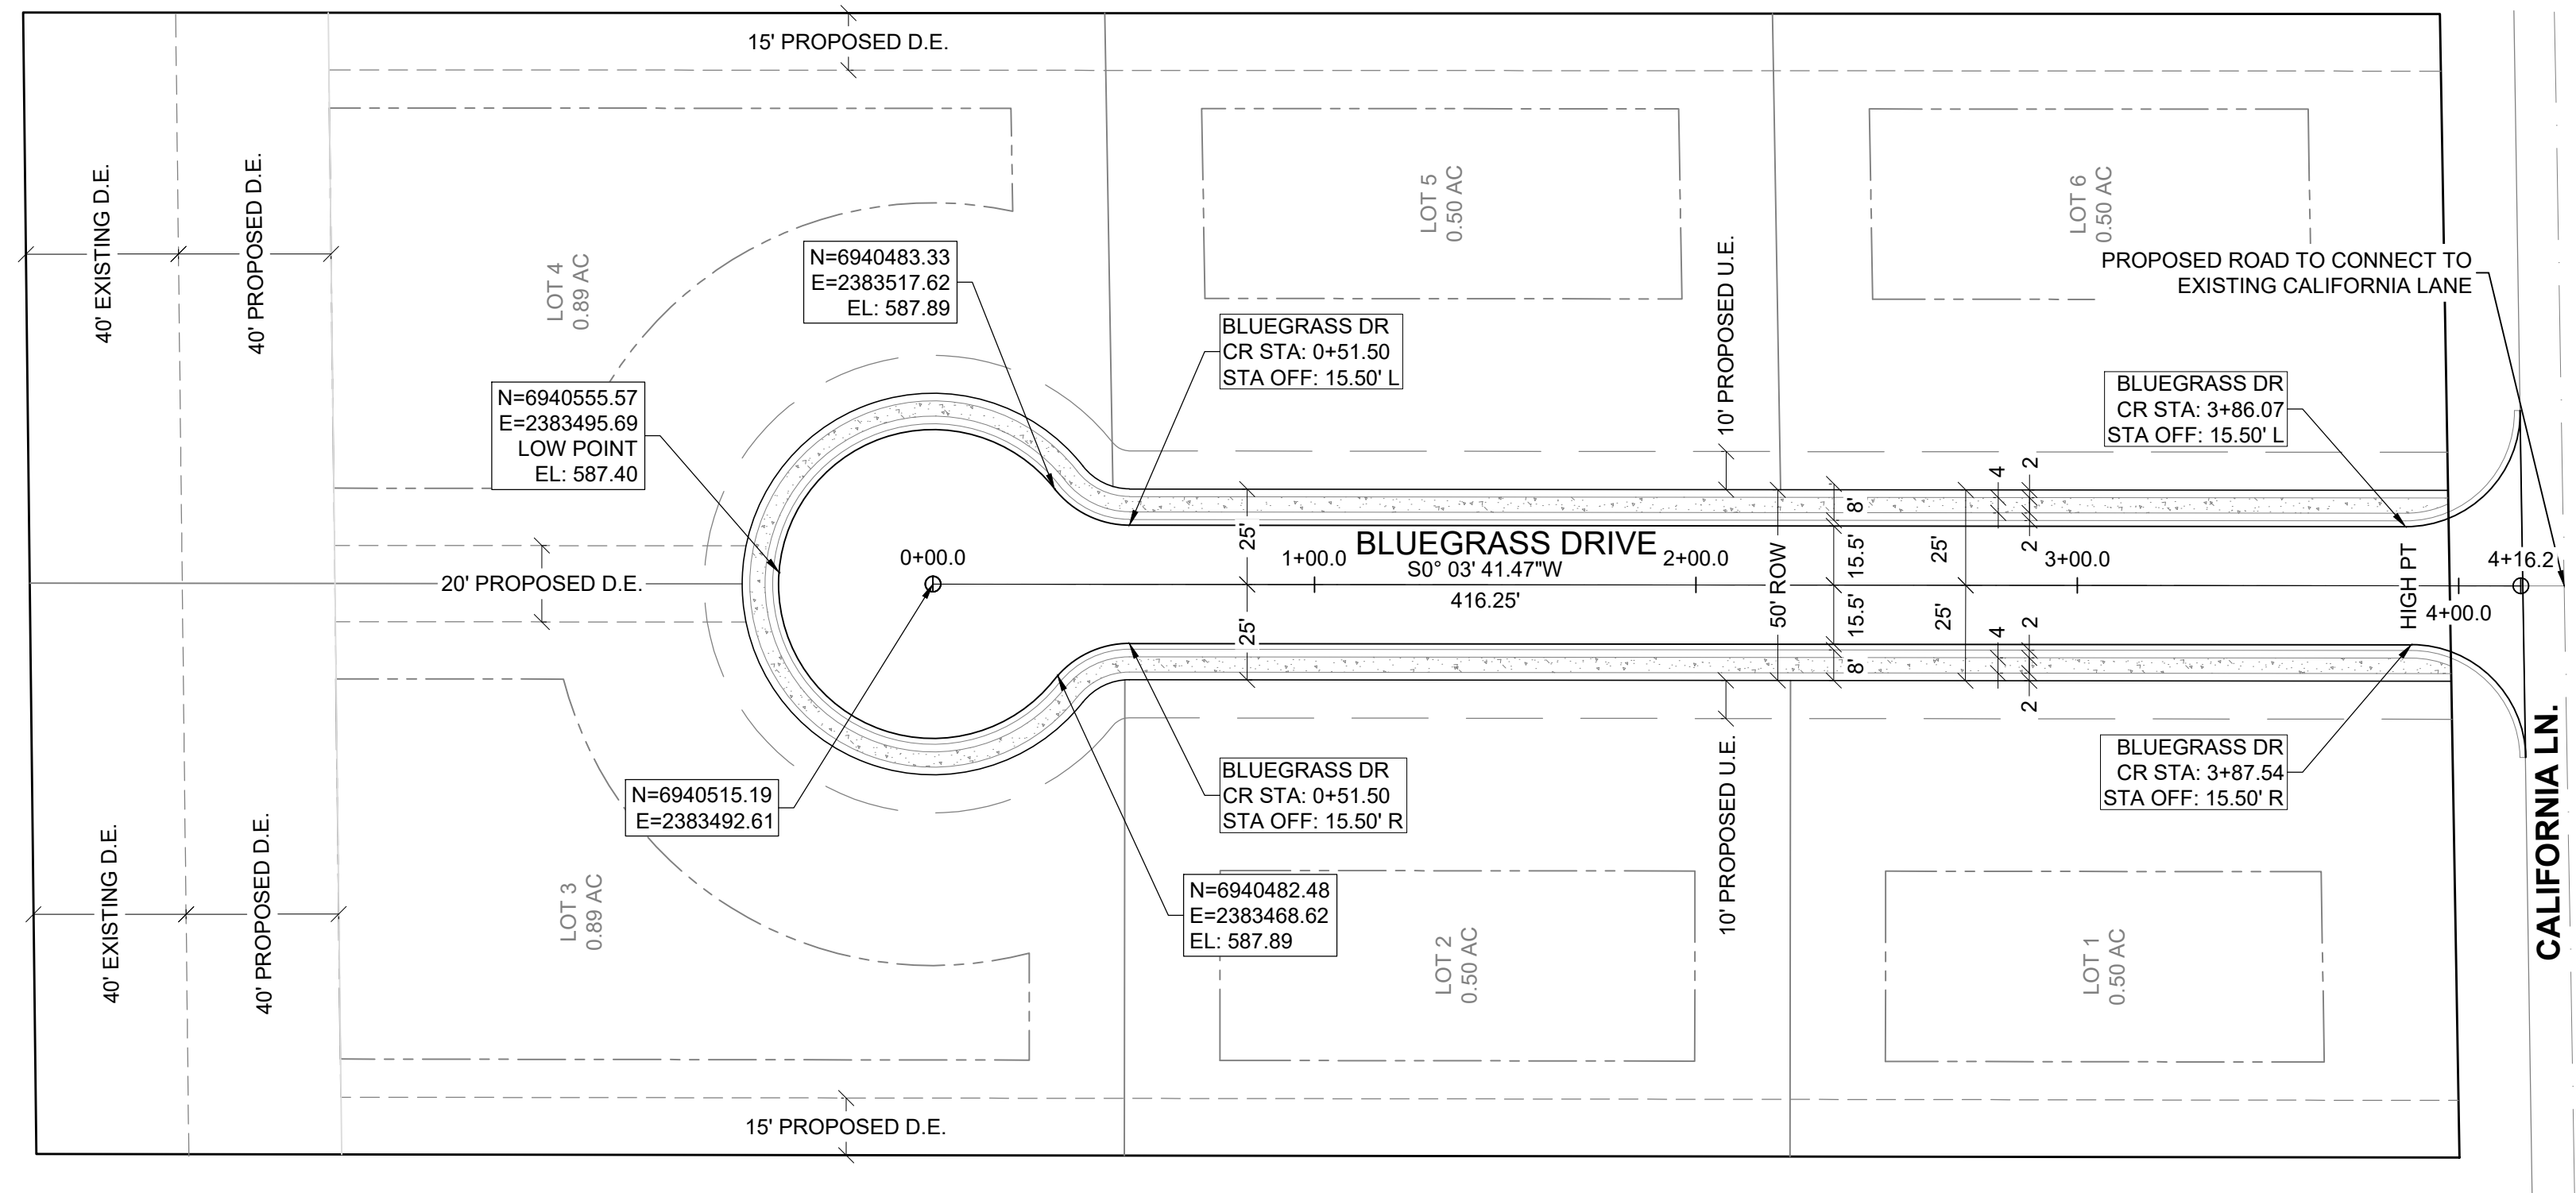 15' PROPOSED D.E.
40' EXISTING D.E.
40' PROPOSED D.E.
LOT 4
0.89 AC
N=6940483.33
E=2383517.62
EL: 587.89
LOT 5
0.50 AC
LOT 6
0.50 AC
10' PROPOSED U.E.
PROPOSED ROAD TO CONNECT TO
EXISTING CALIFORNIA LANE
N=6940555.57
E=2383495.69
LOW POINT
EL: 587.40
BLUEGRASS DR
CR STA: 0+51.50
STA OFF: 15.50' L
BLUEGRASS DR
CR STA: 3+86.07
STA OFF: 15.50' L
4
2
8'
2
25'
15.5'
25'
BLUEGRASS DRIVE
0+00.0
1+00.0
2+00.0
3+00.0
4+16.2
S0° 03' 41.47"W
416.25'
50' ROW
HIGH PT
4+00.0
20' PROPOSED D.E.
25'
15.5'
25'
4
2
8'
2
N=6940515.19
E=2383492.61
BLUEGRASS DR
CR STA: 0+51.50
STA OFF: 15.50' R
BLUEGRASS DR
CR STA: 3+87.54
STA OFF: 15.50' R
CALIFORNIA LN.
40' EXISTING D.E.
40' PROPOSED D.E.
LOT 3
0.89 AC
N=6940482.48
E=2383468.62
EL: 587.89
LOT 2
0.50 AC
10' PROPOSED U.E.
LOT 1
0.50 AC
15' PROPOSED D.E.